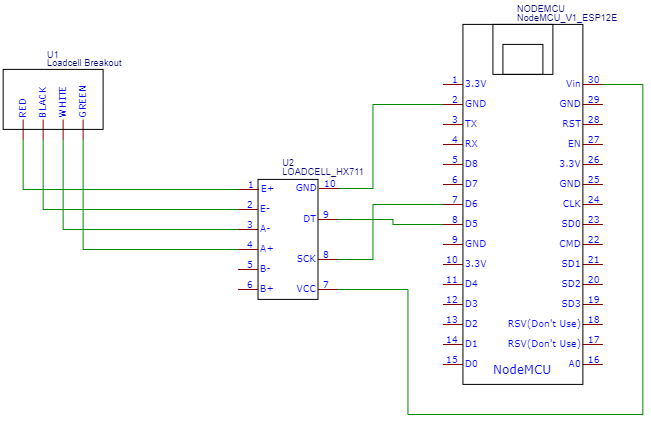 NODEMCU
NodeMCU_V1_ESP12E
U1
Loadcell Breakout
RED
BLACK
WHITE
GREEN
U2
LOADCELL_HX711
1 E+
2 E-
3 A-
4 A+
5 B-
6 B+
GND 10
DT 9
SCK 8
VCC 7
1 3.3V
2 GND
3 TX
4 RX
5 D8
6 D7
7 D6
8 D5
9 GND
10 3.3V
11 D4
12 D3
13 D2
14 D1
15 D0
Vin 30
GND 29
RST 28
EN 27
3.3V 26
GND 25
CLK 24
SD0 23
CMD 22
SD1 21
SD2 20
SD3 19
RSV(Don't Use) 18
RSV(Don't Use) 17
A0 16
NodeMCU